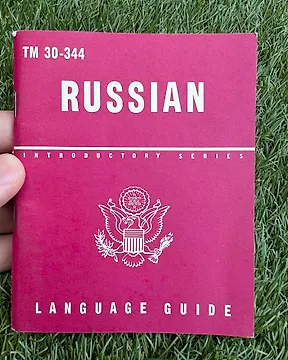 TM 30-344
RUSSIAN
INTRODUCTORY SERIES
LANGUAGE GUIDE